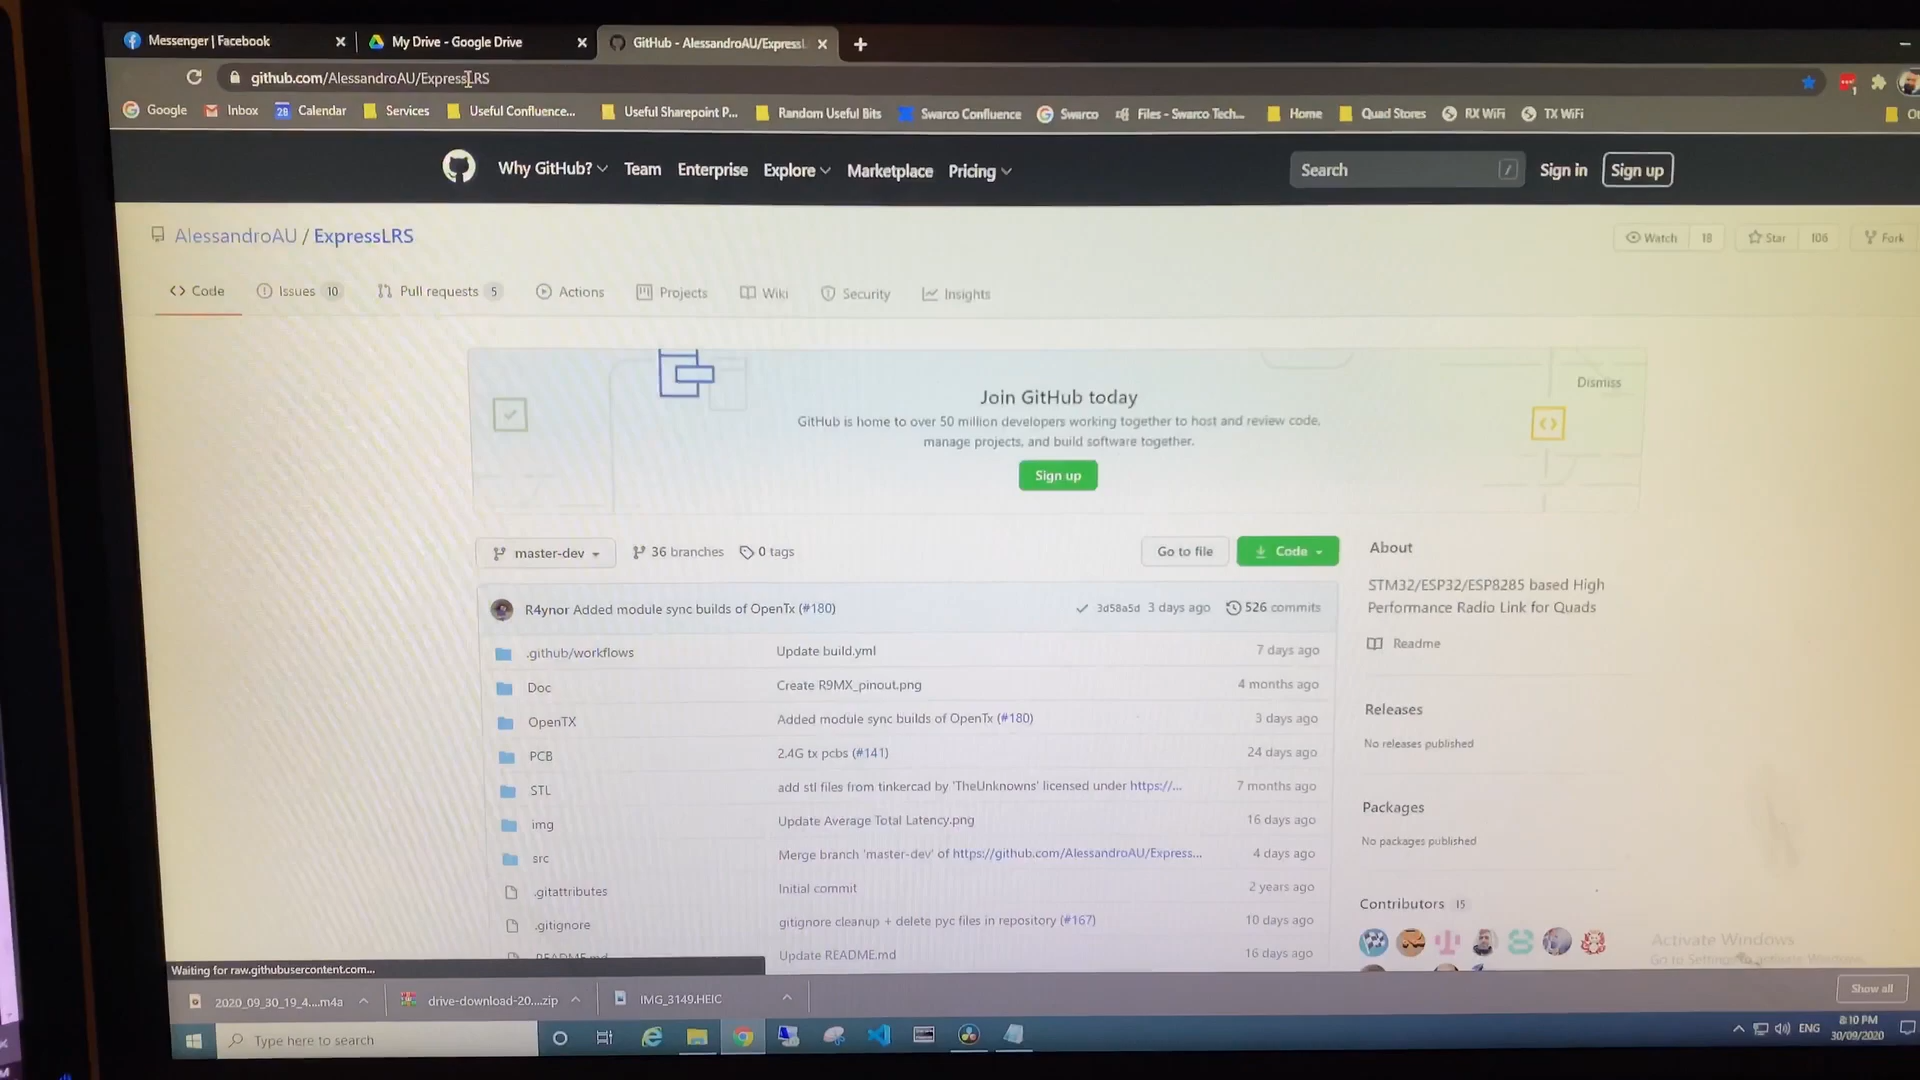 Messenger | Facebook
My Drive - Google Drive
GitHub - AlessandroAU/ExpressL
github.com/AlessandroAU/ExpressLRS
Google
Inbox
28 Calendar
Services
Useful Confluence...
Useful Sharepoint P...
Random Useful Bits
Swarco Confluence
Swarco
Files - Swarco Tech...
Home
Quad Stores
RX WiFi
TX WiFi
Why GitHub?
Team
Enterprise
Explore
Marketplace
Pricing
Search /
Sign in
Sign up
AlessandroAU / ExpressLRS
Watch 18
Star 106
Fork
<> Code
Issues 10
Pull requests 5
Actions
Projects
Wiki
Security
Insights
Join GitHub today
Dismiss
GitHub is home to over 50 million developers working together to host and review code,
manage projects, and build software together.
Sign up
master-dev
36 branches
0 tags
Go to file
Code
About
STM32/ESP32/ESP8285 based High
Performance Radio Link for Quads
Readme
Releases
No releases published
Packages
No packages published
Contributors 15
R4ynor Added module sync builds of OpenTx (#180)
3d58a5d 3 days ago
526 commits
.github/workflows Update build.yml 7 days ago
Doc Create R9MX_pinout.png 4 months ago
OpenTX Added module sync builds of OpenTx (#180) 3 days ago
PCB 2.4G tx pcbs (#141) 24 days ago
STL add stl files from tinkercad by 'TheUnknowns' licensed under https://... 7 months ago
img Update Average Total Latency.png 16 days ago
src Merge branch 'master-dev' of https://github.com/AlessandroAU/Express... 4 days ago
.gitattributes Initial commit 2 years ago
.gitignore gitignore cleanup + delete pyc files in repository (#167) 10 days ago
README.md Update README.md 16 days ago
Activate Windows
Go to Settings to activate Windows.
Waiting for raw.githubusercontent.com...
2020_09_30_19_4....m4a
drive-download-20....zip
IMG_3149.HEIC
Show all
Type here to search
ENG
8:10 PM
30/09/2020